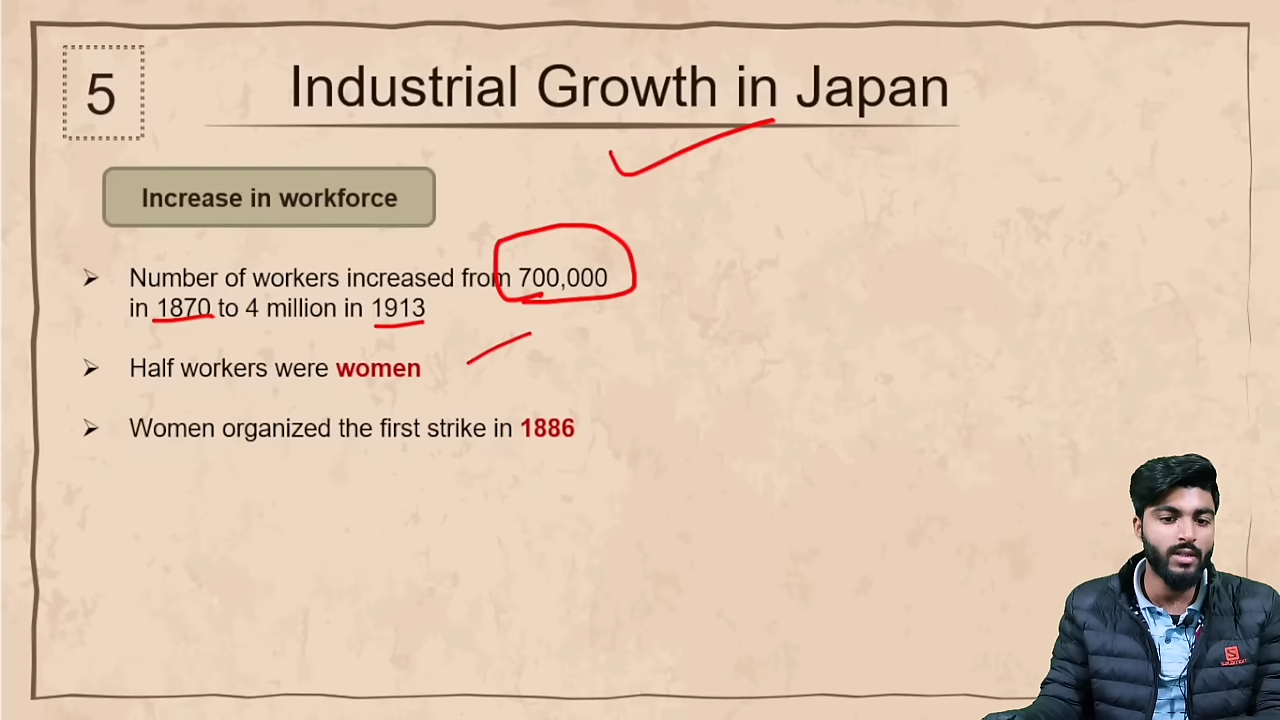 5
Industrial Growth in Japan
Increase in workforce
➢ Number of workers increased from 700,000
in 1870 to 4 million in 1913
➢ Half workers were women
➢ Women organized the first strike in 1886